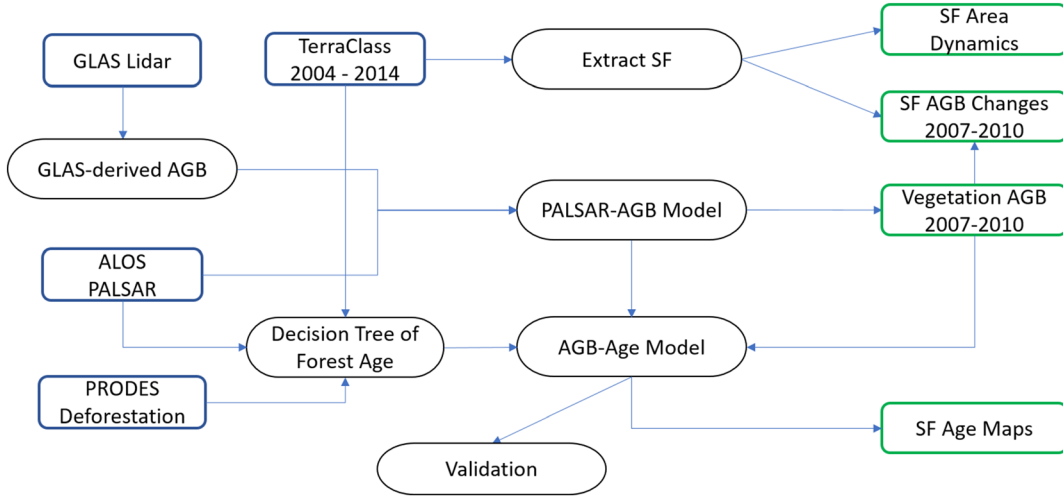 SF Area
Dynamics
GLAS Lidar
TerraClass
2004 - 2014
Extract SF
SF AGB Changes
2007-2010
GLAS-derived AGB
PALSAR-AGB Model
Vegetation AGB
2007-2010
ALOS
PALSAR
Decision Tree of
Forest Age
AGB-Age Model
PRODES
Deforestation
SF Age Maps
Validation